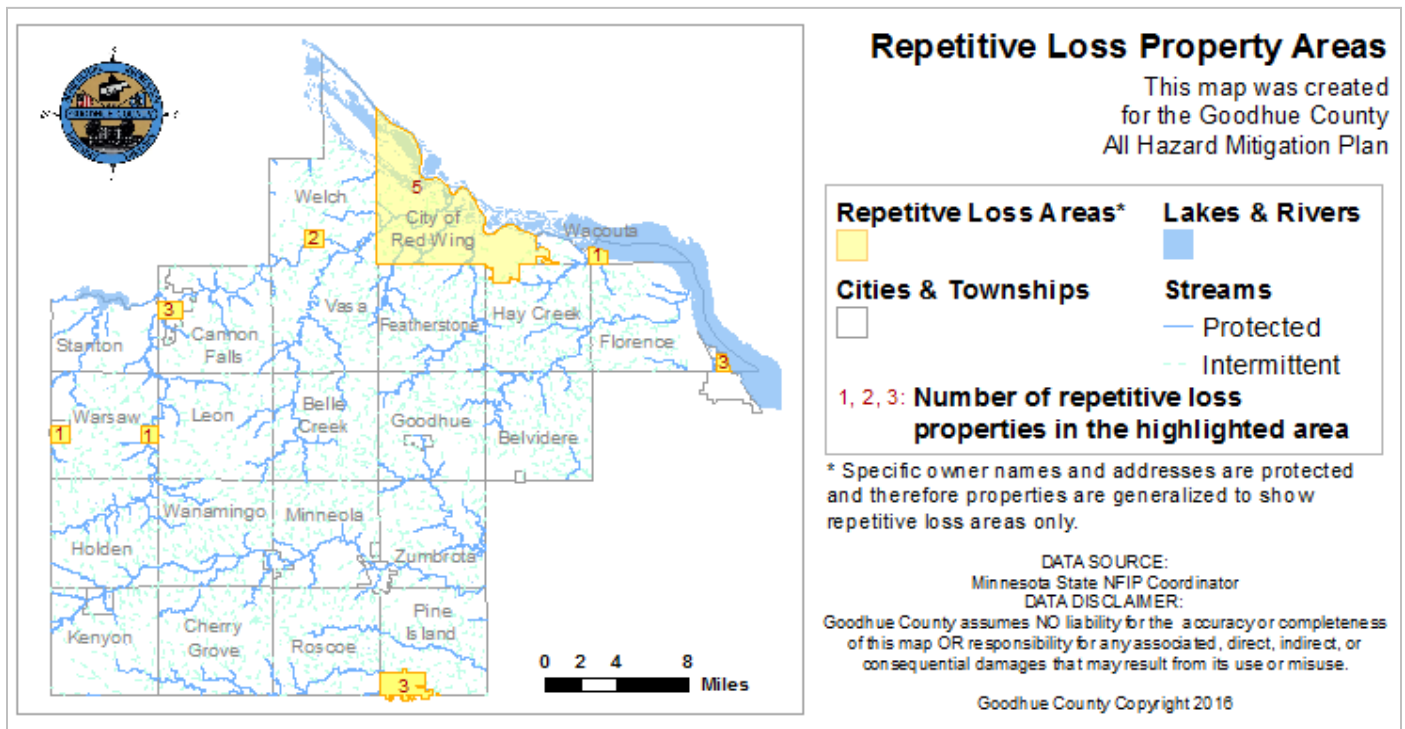 Repetitive Loss Property Areas
This map was created
for the Goodhue County
All Hazard Mitigation Plan
Repetitve Loss Areas*
Lakes & Rivers
Cities & Townships
Streams
Protected
Intermittent
1, 2, 3: Number of repetitive loss
properties in the highlighted area
* Specific owner names and addresses are protected
and therefore properties are generalized to show
repetitive loss areas only.
DATA SOURCE:
Minnesota State NFIP Coordinator
DATA DISCLAIMER:
Goodhue County assumes NO liability for the accuracy or completeness
of this map OR responsibility for any associated, direct, indirect, or
consequential damages that may result from its use or misuse.
Goodhue County Copyright 2016
Welch
5
City of
Red Wing
2
Wacouta
1
3
Vasa
Featherstone
Hay Creek
Florence
Stanton
Cannon
Falls
3
Warsaw
Leon
Belle
Creek
Goodhue
Belvidere
1
1
Wanamingo
Minneola
Holden
Zumbrota
Kenyon
Cherry
Grove
Roscoe
Pine
Island
3
0 2 4 8
Miles